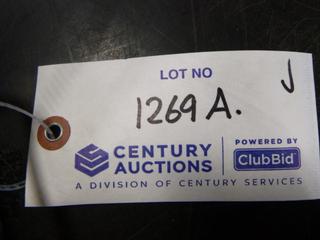 LOT NO
J
1269 A.
CENTURY AUCTIONS
POWERED BY
ClubBid
A DIVISION OF CENTURY SERVICES